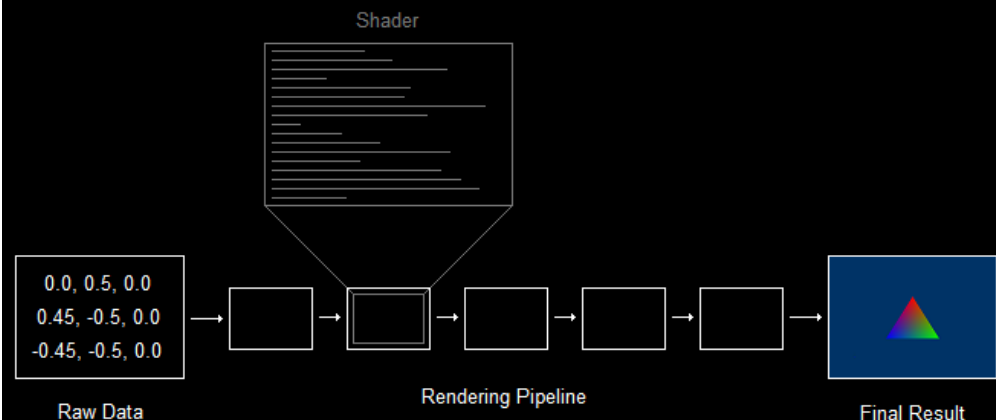 Shader
0.0, 0.5, 0.0
0.45, -0.5, 0.0
-0.45, -0.5, 0.0
Rendering Pipeline
Raw Data
Final Result